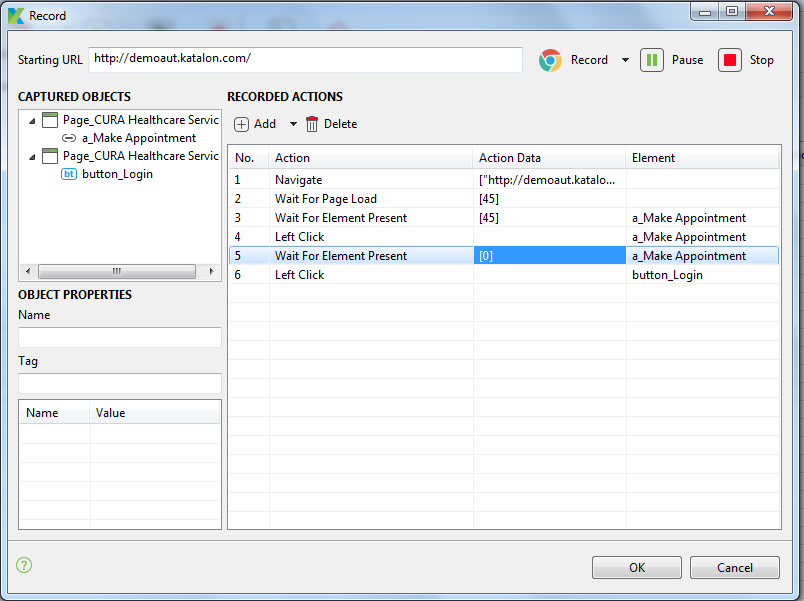 Record
Starting URL http://demoaut.katalon.com/ Record Pause Stop
CAPTURED OBJECTS
Page_CURA Healthcare Servic
a_Make Appointment
Page_CURA Healthcare Servic
bt button_Login
OBJECT PROPERTIES
Name
Tag
Name Value
RECORDED ACTIONS
Add Delete
No. Action Action Data Element
1 Navigate ["http://demoaut.katalo...
2 Wait For Page Load [45]
3 Wait For Element Present [45] a_Make Appointment
4 Left Click a_Make Appointment
5 Wait For Element Present [0] a_Make Appointment
6 Left Click button_Login
?
OK Cancel